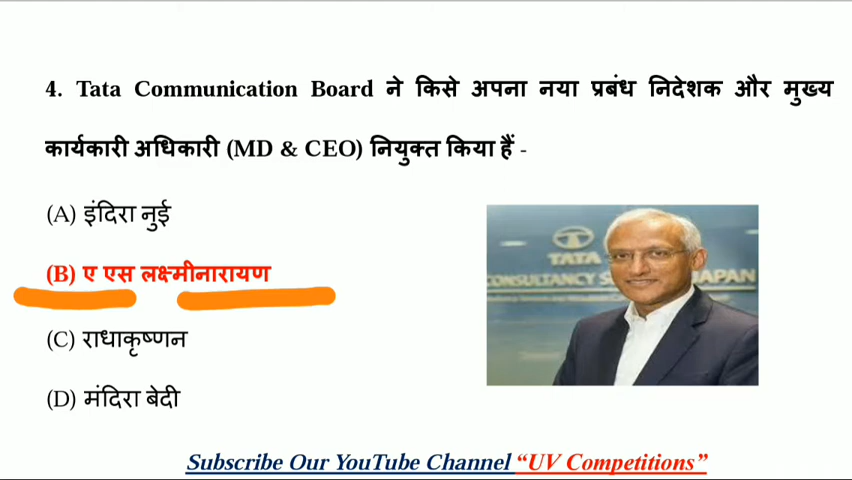 4. Tata Communication Board ने किसे अपना नया प्रबंध निदेशक और मुख्य
कार्यकारी अधिकारी (MD & CEO) नियुक्त किया हैं -
(A) इंदिरा नुई
(B) ए एस लक्ष्मीनारायण
TATA
CONSULTANCY S
JAPAN
(C) राधाकृष्णन
(D) मंदिरा बेदी
Subscribe Our YouTube Channel “UV Competitions”